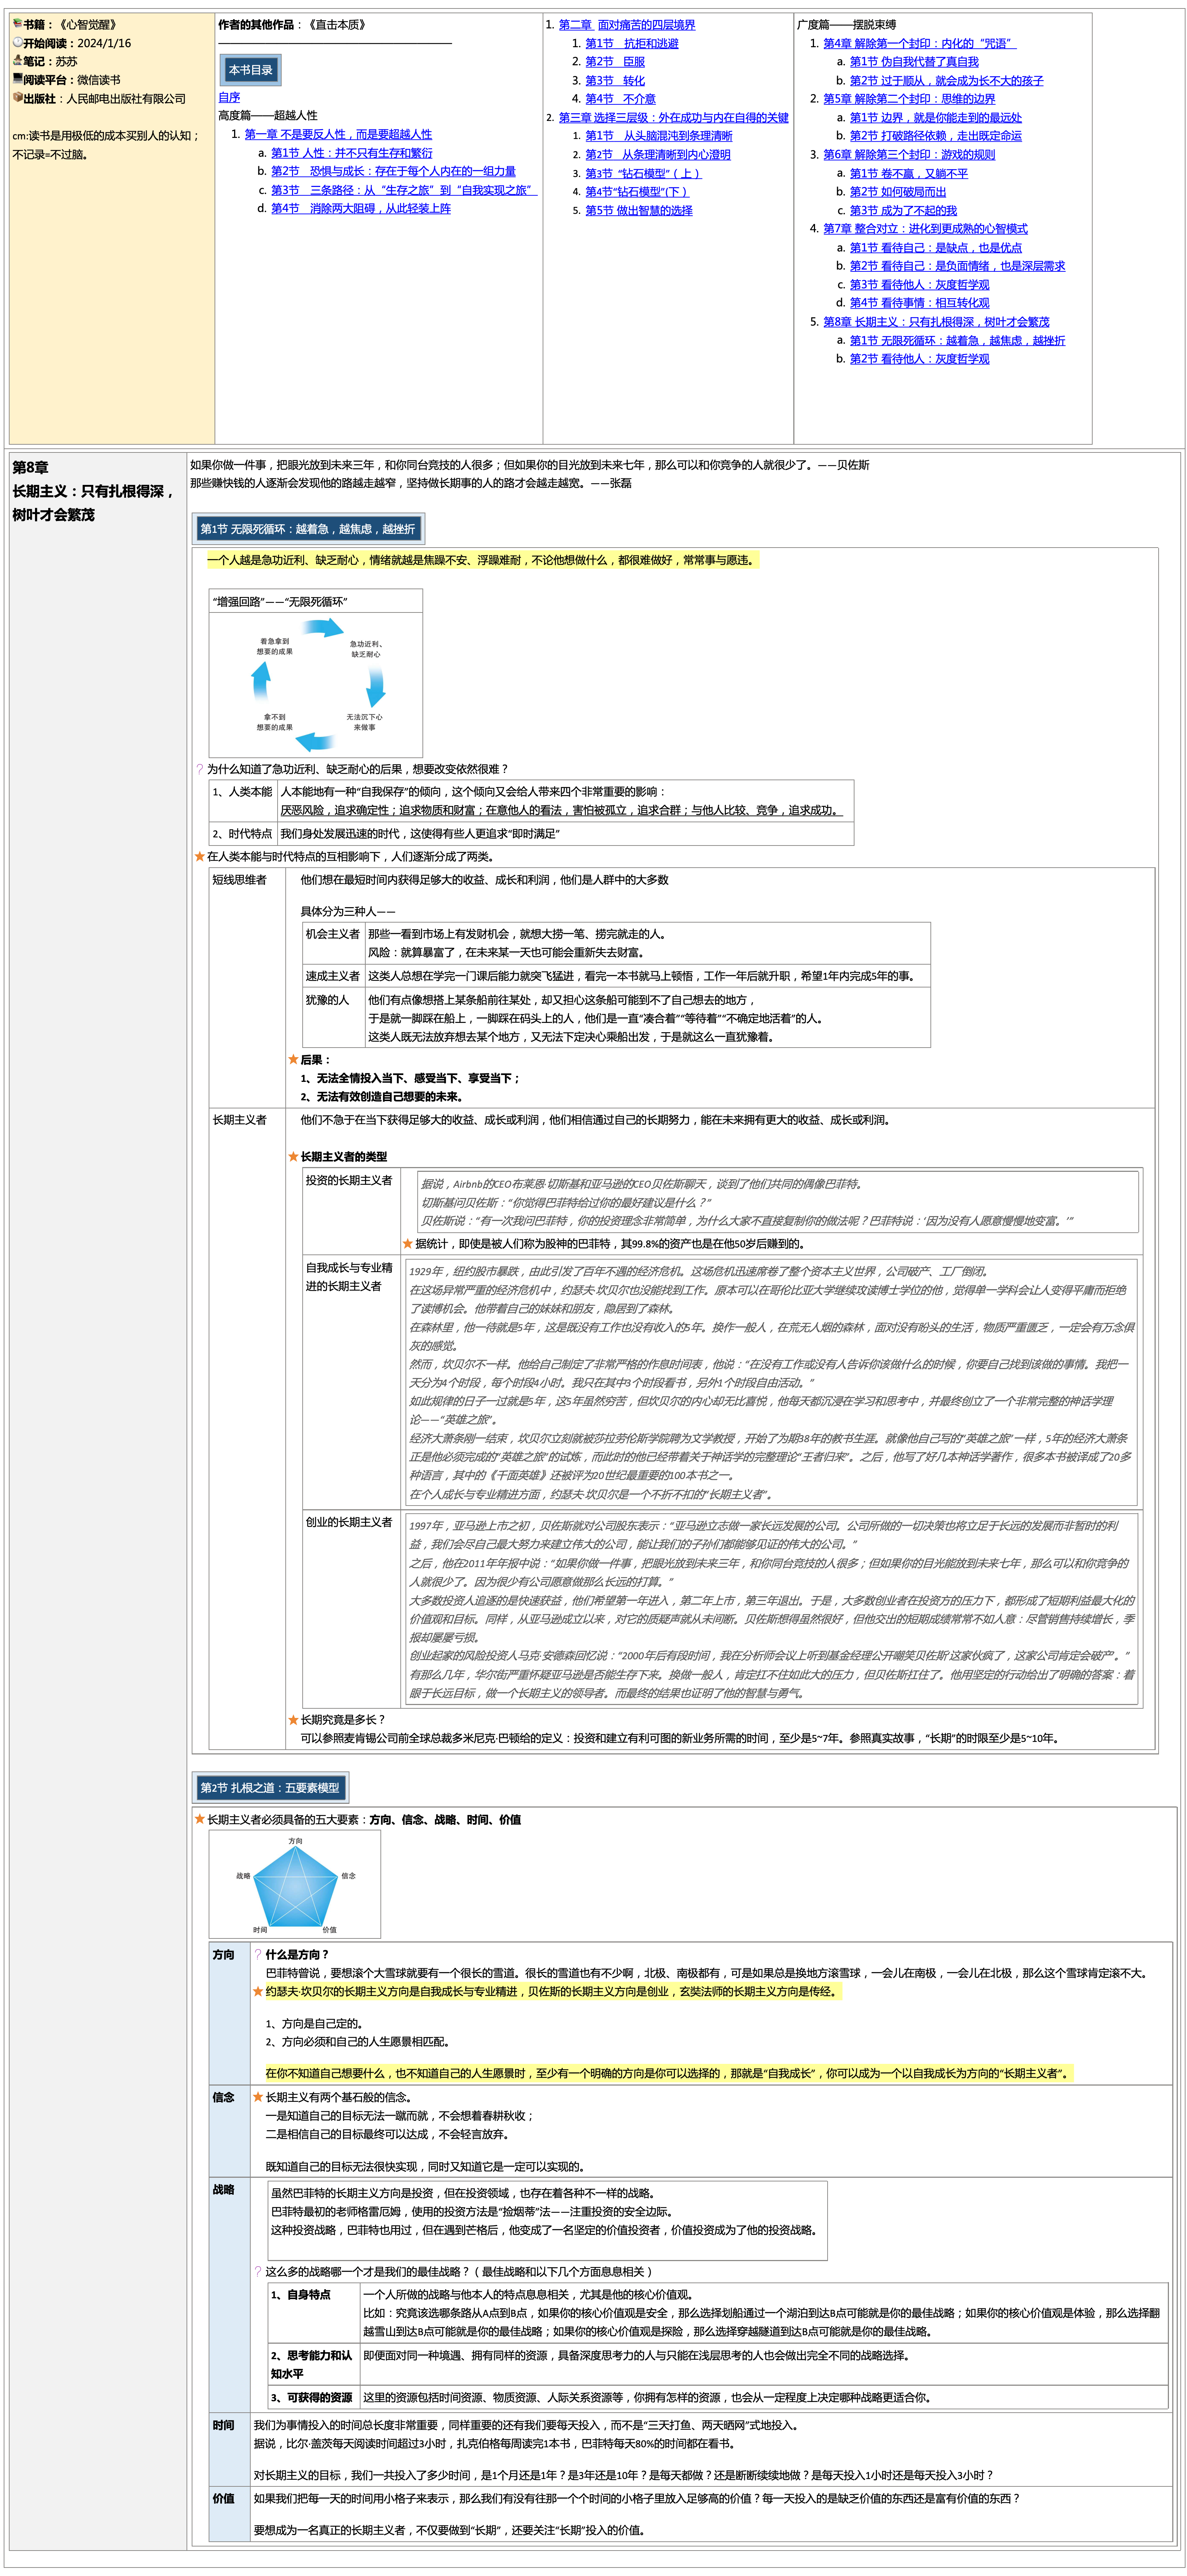 书籍：《心智觉醒》
开始阅读：2024/1/16
笔记：苏苏
阅读平台：微信读书
出版社：人民邮电出版社有限公司
cm:读书是用极低的成本买别人的认知；
不记录=不过脑。
作者的其他作品：《直击本质》
本书目录
自序
高度篇——超越人性
1. 第一章 不是要反人性，而是要超越人性
a. 第1节 人性：并不只有生存和繁衍
b. 第2节 恐惧与成长：存在于每个人内在的一组力量
c. 第3节 三条路径：从“生存之旅”到“自我实现之旅”
d. 第4节 消除两大阻碍，从此轻装上阵
1. 第二章 面对痛苦的四层境界
1. 第1节 抗拒和逃避
2. 第2节 臣服
3. 第3节 转化
4. 第4节 不介意
2. 第三章 选择三层级：外在成功与内在自得的关键
1. 第1节 从头脑混沌到条理清晰
2. 第2节 从条理清晰到内心澄明
3. 第3节 “钻石模型”（上）
4. 第4节“钻石模型”(下）
5. 第5节 做出智慧的选择
广度篇——摆脱束缚
1. 第4章 解除第一个封印：内化的“咒语”
a. 第1节 伪自我代替了真自我
b. 第2节 过于顺从，就会成为长不大的孩子
2. 第5章 解除第二个封印：思维的边界
a. 第1节 边界，就是你能走到的最远处
b. 第2节 打破路径依赖，走出既定命运
3. 第6章 解除第三个封印：游戏的规则
a. 第1节 卷不赢，又躺不平
b. 第2节 如何破局而出
c. 第3节 成为了不起的我
4. 第7章 整合对立：进化到更成熟的心智模式
a. 第1节 看待自己：是缺点，也是优点
b. 第2节 看待自己：是负面情绪，也是深层需求
c. 第3节 看待他人：灰度哲学观
d. 第4节 看待事情：相互转化观
5. 第8章 长期主义：只有扎根得深，树叶才会繁茂
a. 第1节 无限死循环：越着急，越焦虑，越挫折
b. 第2节 看待他人：灰度哲学观
第8章
长期主义：只有扎根得深，
树叶才会繁茂
如果你做一件事，把眼光放到未来三年，和你同台竞技的人很多；但如果你的目光放到未来七年，那么可以和你竞争的人就很少了。——贝佐斯
那些赚快钱的人逐渐会发现他的路越走越窄，坚持做长期事的人的路才会越走越宽。——张磊
第1节 无限死循环：越着急，越焦虑，越挫折
一个人越是急功近利、缺乏耐心，情绪就越是焦躁不安、浮躁难耐，不论他想做什么，都很难做好，常常事与愿违。
“增强回路”——“无限死循环”
着急拿到
想要的成果
急功近利、
缺乏耐心
拿不到
想要的成果
无法沉下心
来做事
? 为什么知道了急功近利、缺乏耐心的后果，想要改变依然很难？
1、人类本能
人本能地有一种“自我保存”的倾向，这个倾向又会给人带来四个非常重要的影响：
厌恶风险，追求确定性；追求物质和财富；在意他人的看法，害怕被孤立，追求合群；与他人比较、竞争，追求成功。
2、时代特点
我们身处发展迅速的时代，这使得有些人更追求“即时满足”
在人类本能与时代特点的互相影响下，人们逐渐分成了两类。
短线思维者
他们想在最短时间内获得足够大的收益、成长和利润，他们是人群中的大多数
具体分为三种人——
机会主义者
那些一看到市场上有发财机会，就想大捞一笔、捞完就走的人。
风险：就算暴富了，在未来某一天也可能会重新失去财富。
速成主义者
这类人总想在学完一门课后能力就突飞猛进，看完一本书就马上顿悟，工作一年后就升职，希望1年内完成5年的事。
犹豫的人
他们有点像想搭上某条船前往某处，却又担心这条船可能到不了自己想去的地方，
于是就一脚踩在船上，一脚踩在码头上的人，他们是一直“凑合着”“等待着”“不确定地活着”的人。
这类人既无法放弃想去某个地方，又无法下定决心乘船出发，于是就这么一直犹豫着。
后果：
1、无法全情投入当下、感受当下、享受当下；
2、无法有效创造自己想要的未来。
长期主义者
他们不急于在当下获得足够大的收益、成长或利润，他们相信通过自己的长期努力，能在未来拥有更大的收益、成长或利润。
长期主义者的类型
投资的长期主义者
据说，Airbnb的CEO布莱恩·切斯基和亚马逊的CEO贝佐斯聊天，谈到了他们共同的偶像巴菲特。
切斯基问贝佐斯：“你觉得巴菲特给过你的最好建议是什么？”
贝佐斯说：“有一次我问巴菲特，你的投资理念非常简单，为什么大家不直接复制你的做法呢？巴菲特说：‘因为没有人愿意慢慢地变富。’”
据统计，即使是被人们称为股神的巴菲特，其99.8%的资产也是在他50岁后赚到的。
自我成长与专业精
进的长期主义者
1929年，纽约股市暴跌，由此引发了百年不遇的经济危机。这场危机迅速席卷了整个资本主义世界，公司破产、工厂倒闭。
在这场异常严重的经济危机中，约瑟夫·坎贝尔也没能找到工作。原本可以在哥伦比亚大学继续攻读博士学位的他，觉得单一学科会让人变得平庸而拒绝
了读博机会。他带着自己的妹妹和朋友，隐居到了森林。
在森林里，他一待就是5年，这是既没有工作也没有收入的5年。换作一般人，在荒无人烟的森林，面对没有盼头的生活，物质严重匮乏，一定会有万念俱
灰的感觉。
然而，坎贝尔不一样。他给自己制定了非常严格的作息时间表，他说：“在没有工作或没有人告诉你该做什么的时候，你要自己找到该做的事情。我把一
天分为4个时段，每个时段4小时。我只在其中3个时段看书，另外1个时段自由活动。”
如此规律的日子一过就是5年，这5年虽然穷苦，但坎贝尔的内心却无比喜悦，他每天都沉浸在学习和思考中，并最终创立了一个非常完整的神话学理
论——“英雄之旅”。
经济大萧条刚一结束，坎贝尔立刻就被莎拉劳伦斯学院聘为文学教授，开始了为期38年的教书生涯。就像他自己写的“英雄之旅”一样，5年的经济大萧条
正是他必须完成的“英雄之旅”的试炼，而此时的他已经带着关于神话学的完整理论“王者归来”。之后，他写了好几本神话学著作，很多本书被译成了20多
种语言，其中的《千面英雄》还被评为20世纪最重要的100本书之一。
在个人成长与专业精进方面，约瑟夫·坎贝尔是一个不折不扣的“长期主义者”。
创业的长期主义者
1997年，亚马逊上市之初，贝佐斯就对公司股东表示：“亚马逊立志做一家长远发展的公司。公司所做的一切决策也将立足于长远的发展而非暂时的利
益，我们会尽自己最大努力来建立伟大的公司，能让我们的子孙们都能够见证的伟大的公司。”
之后，他在2011年年报中说：“如果你做一件事，把眼光放到未来三年，和你同台竞技的人很多；但如果你的目光能放到未来七年，那么可以和你竞争的
人就很少了。因为很少有公司愿意做那么长远的打算。”
大多数投资人追逐的是快速获益，他们希望第一年进入，第二年上市，第三年退出。于是，大多数创业者在投资方的压力下，都形成了短期利益最大化的
价值观和目标。同样，从亚马逊成立以来，对它的质疑声就从未间断。贝佐斯想得虽然很好，但他交出的短期成绩常常不如人意：尽管销售持续增长，季
报却屡屡亏损。
创业起家的风险投资人马克·安德森回忆说：“2000年后有段时间，我在分析师会议上听到基金经理公开嘲笑贝佐斯‘这家伙疯了，这家公司肯定会破产’。”
有那么几年，华尔街严重怀疑亚马逊是否能生存下来。换做一般人，肯定扛不住如此大的压力，但贝佐斯扛住了。他用坚定的行动给出了明确的答案：着
眼于长远目标，做一个长期主义的领导者。而最终的结果也证明了他的智慧与勇气。
长期究竟是多长？
可以参照麦肯锡公司前全球总裁多米尼克·巴顿给的定义：投资和建立有利可图的新业务所需的时间，至少是5~7年。参照真实故事，“长期”的时限至少是5~10年。
第2节 扎根之道：五要素模型
长期主义者必须具备的五大要素：方向、信念、战略、时间、价值
方向
战略
信念
时间
价值
方向
? 什么是方向？
巴菲特曾说，要想滚个大雪球就要有一个很长的雪道。很长的雪道也有不少啊，北极、南极都有，可是如果总是换地方滚雪球，一会儿在南极，一会儿在北极，那么这个雪球肯定滚不大。
约瑟夫·坎贝尔的长期主义方向是自我成长与专业精进，贝佐斯的长期主义方向是创业，玄奘法师的长期主义方向是传经。
1、方向是自己定的。
2、方向必须和自己的人生愿景相匹配。
在你不知道自己想要什么，也不知道自己的人生愿景时，至少有一个明确的方向是你可以选择的，那就是“自我成长”，你可以成为一个以自我成长为方向的“长期主义者”。
信念
长期主义有两个基石般的信念。
一是知道自己的目标无法一蹴而就，不会想着春耕秋收；
二是相信自己的目标最终可以达成，不会轻言放弃。
既知道自己的目标无法很快实现，同时又知道它是一定可以实现的。
战略
虽然巴菲特的长期主义方向是投资，但在投资领域，也存在着各种不一样的战略。
巴菲特最初的老师格雷厄姆，使用的投资方法是“捡烟蒂”法——注重投资的安全边际。
这种投资战略，巴菲特也用过，但在遇到芒格后，他变成了一名坚定的价值投资者，价值投资成为了他的投资战略。
? 这么多的战略哪一个才是我们的最佳战略？（ 最佳战略和以下几个方面息息相关）
1、自身特点
一个人所做的战略与他本人的特点息息相关，尤其是他的核心价值观。
比如：究竟该选哪条路从A点到B点，如果你的核心价值观是安全，那么选择划船通过一个湖泊到达B点可能就是你的最佳战略；如果你的核心价值观是体验，那么选择翻
越雪山到达B点可能就是你的最佳战略；如果你的核心价值观是探险，那么选择穿越隧道到达B点可能就是你的最佳战略。
2、思考能力和认
知水平
即便面对同一种境遇、拥有同样的资源，具备深度思考力的人与只能在浅层思考的人也会做出完全不同的战略选择。
3、可获得的资源
这里的资源包括时间资源、物质资源、人际关系资源等，你拥有怎样的资源，也会从一定程度上决定哪种战略更适合你。
时间
我们为事情投入的时间总长度非常重要，同样重要的还有我们要每天投入，而不是“三天打鱼、两天晒网”式地投入。
据说，比尔·盖茨每天阅读时间超过3小时，扎克伯格每周读完1本书，巴菲特每天80%的时间都在看书。
对长期主义的目标，我们一共投入了多少时间，是1个月还是1年？是3年还是10年？是每天都做？还是断断续续地做？是每天投入1小时还是每天投入3小时？
价值
如果我们把每一天的时间用小格子来表示，那么我们有没有往那一个个时间的小格子里放入足够高的价值？每一天投入的是缺乏价值的东西还是富有价值的东西？
要想成为一名真正的长期主义者，不仅要做到“长期”，还要关注“长期”投入的价值。